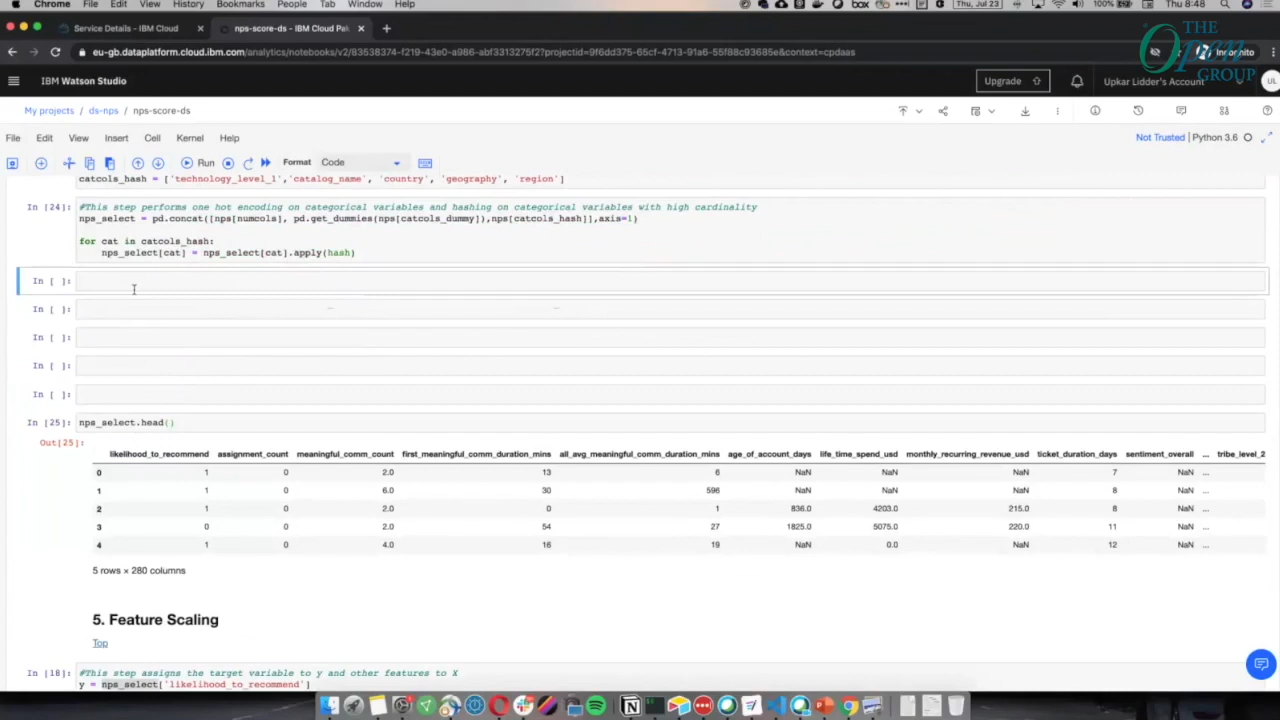 Chrome File Edit View History Bookmarks People Tab Window Help
box
100%
Thu, Jul 23
Thu 8:48
THE
Open
GROUP
Service Details - IBM Cloud
nps-score-ds - IBM Cloud Pak
eu-gb.dataplatform.cloud.ibm.com/analytics/notebooks/v2/83538374-f219-43e0-a986-abf3313275f2?projectid=9f6dd375-65cf-4713-91a6-55f88c93685e&context=cpdaas
Incognito
IBM Watson Studio
Upgrade
Upkar Lidder's Account
UL
My projects / ds-nps / nps-score-ds
File Edit View Insert Cell Kernel Help
Not Trusted | Python 3.6
Run
Format
Code
catcols_hash = ['technology_level_1','catalog_name', 'country', 'geography', 'region']
In [24]:
#This step performs one hot encoding on categorical variables and hashing on categorical variables with high cardinality
nps_select = pd.concat([nps[numcols], pd.get_dummies(nps[catcols_dummy]),nps[catcols_hash]],axis=1)
for cat in catcols_hash:
nps_select[cat] = nps_select[cat].apply(hash)
In [ ]:
In [ ]:
In [ ]:
In [ ]:
In [ ]:
In [25]: nps_select.head()
Out[25]:
likelihood_to_recommend assignment_count meaningful_comm_count first_meaningful_comm_duration_mins all_avg_meaningful_comm_duration_mins age_of_account_days life_time_spend_usd monthly_recurring_revenue_usd ticket_duration_days sentiment_overall ... tribe_level_2
0 1 0 2.0 13 6 NaN NaN NaN 7 NaN ...
1 1 0 6.0 30 596 NaN NaN NaN 8 NaN ...
2 1 0 2.0 0 1 836.0 4203.0 215.0 8 NaN ...
3 0 0 2.0 54 27 1825.0 5075.0 220.0 11 NaN ...
4 1 0 4.0 16 19 NaN 0.0 NaN 12 NaN ...
5 rows × 280 columns
5. Feature Scaling
Top
In [18]:
#This step assigns the target variable to y and other features to X
y = nps_select['likelihood_to_recommend']